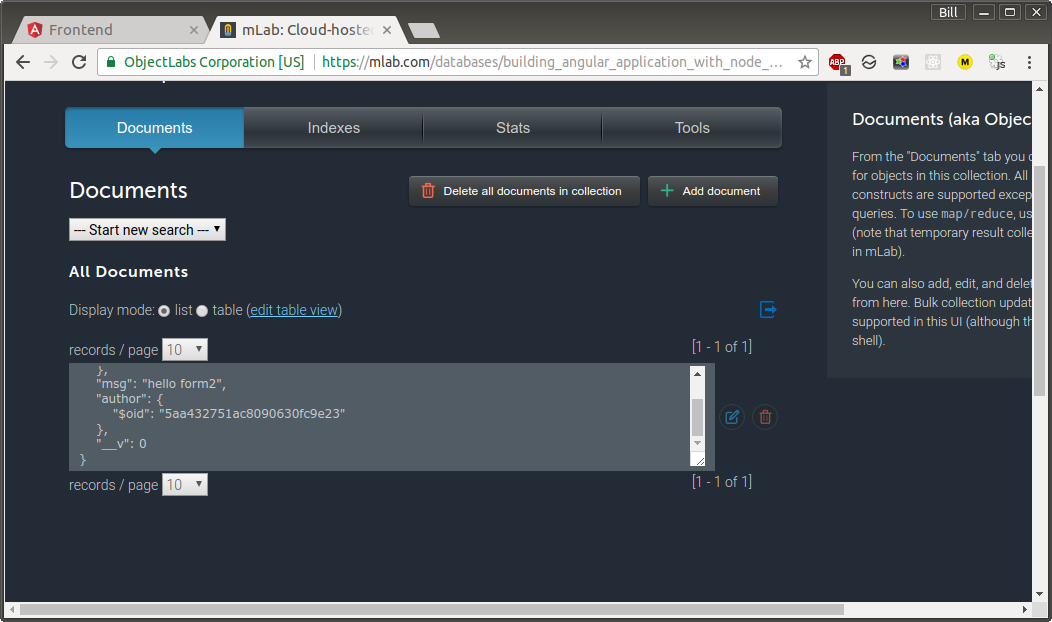 Bill
Frontend
mLab: Cloud-hosted
ObjectLabs Corporation [US]
https://mlab.com/databases/building_angular_application_with_node_...
ABP
1
M
JS
Documents
Indexes
Stats
Tools
Documents
Delete all documents in collection
Add document
--- Start new search ---
All Documents
Display mode: list table (edit table view)
records / page 10
[1 - 1 of 1]
},
"msg": "hello form2",
"author": {
"$oid": "5aa432751ac8090630fc9e23"
},
"__v": 0
}
records / page 10
[1 - 1 of 1]
Documents (aka Objec
From the "Documents" tab you c
for objects in this collection. All
constructs are supported excep
queries. To use map/reduce, us
(note that temporary result colle
in mLab).
You can also add, edit, and delet
from here. Bulk collection updat
supported in this UI (although th
shell).